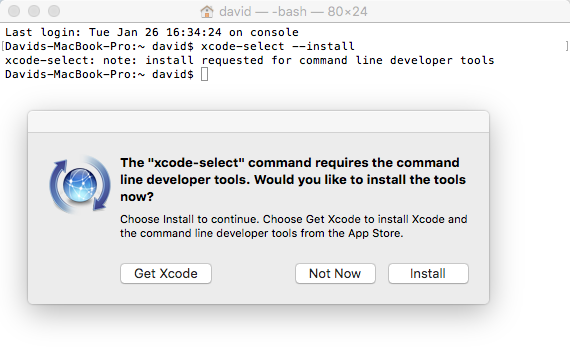 david — -bash — 80×24
Last login: Tue Jan 26 16:34:24 on console
[Davids-MacBook-Pro:~ david$ xcode-select --install ]
xcode-select: note: install requested for command line developer tools
Davids-MacBook-Pro:~ david$
The "xcode-select" command requires the command
line developer tools. Would you like to install the tools
now?
Choose Install to continue. Choose Get Xcode to install Xcode and
the command line developer tools from the App Store.
Get Xcode Not Now Install